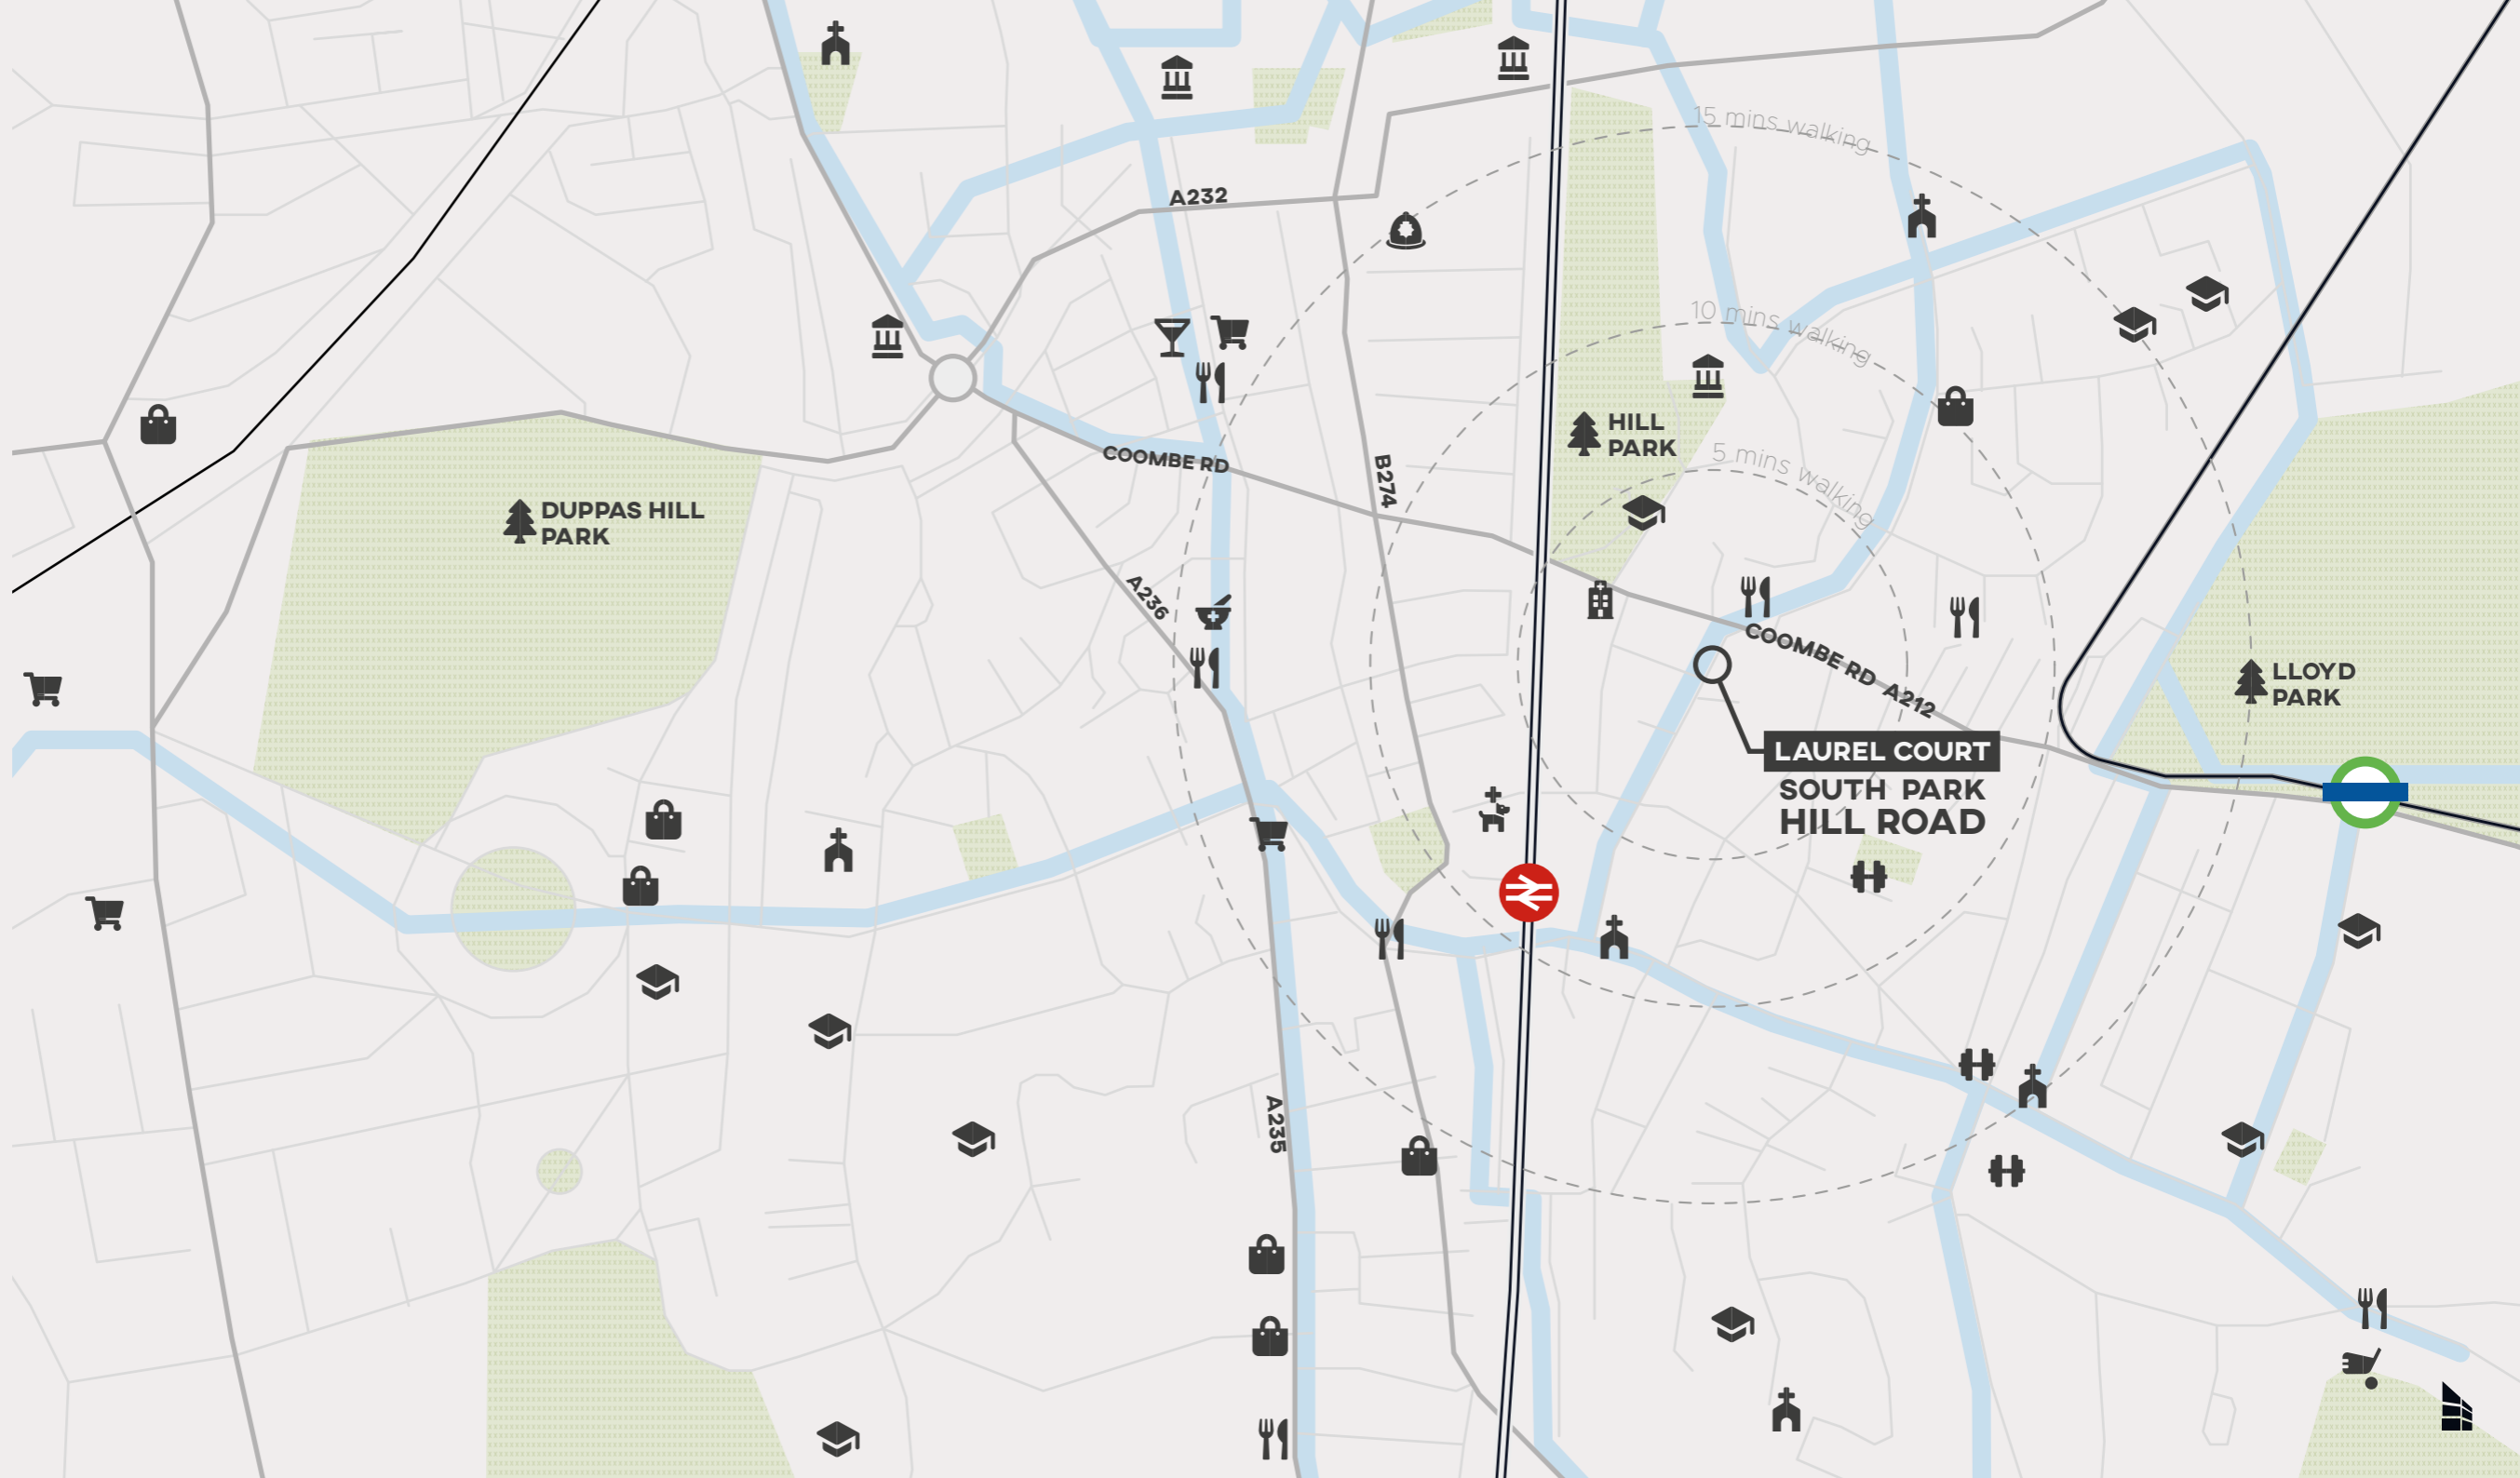 15 mins walking
A232
10 mins walking
HILL
PARK
COOMBE RD
5 mins walking
B274
DUPPAS HILL
PARK
A236
COOMBE RD A212
LLOYD
PARK
LAUREL COURT
SOUTH PARK
HILL ROAD
A235